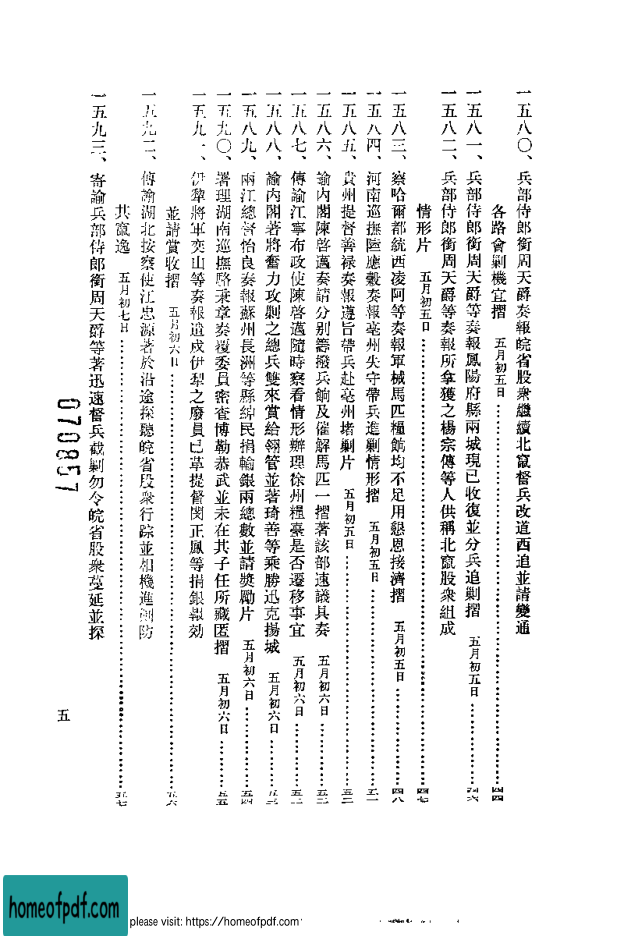 一五八〇、兵部侍郎銜周天爵奏報皖省股衆繼續北竄督兵改道西追並請變通
各路會剿機宜摺 五月初五日………四四
一五八一、兵部侍郎銜周天爵等奏報鳳陽府縣兩城現已收復並分兵追剿摺 五月初五日………四六
一五八二、兵部侍郎銜周天爵等奏報所拿獲之楊宗傳等人供稱北竄股衆組成
情形片 五月初五日………四七
一五八三、察哈爾都統西凌阿等奏報軍械馬匹糧餉均不足用懇恩接濟摺 五月初五日………四八
一五八四、河南巡撫陸應穀奏報亳州失守帶兵進剿情形摺 五月初五日………五一
一五八五、貴州提督善祿奏報遵旨帶兵赴亳州堵剿片 五月初五日………五二
一五八六、諭內閣陳啓邁奏請分別籌撥兵餉及催解馬匹一摺著該部速議具奏 五月初六日………五三
一五八七、傳諭江寧布政使陳啓邁隨時察看情形辦理徐州糧臺是否遷移事宜 五月初六日………五三
一五八八、諭內閣著將奮力攻剿之總兵雙來賞給翎管並著琦善等乘勝迅克揚城 五月初六日………五三
一五八九、兩江總督怡良奏報蘇州長洲等縣紳民捐輸銀兩總數並請奬勵片 五月初六日………五四
一五九〇、署理湖南巡撫駱秉章奏覆委員密查博勒恭武並未在其子任所藏匿摺 五月初六日………五五
一五九一、伊犂將軍奕山等奏報遣戍伊犂之廢員已革提督閔正鳳等捐銀報効
並請賞收摺 五月初六日………五六
一五九二、傳諭湖北按察使江忠源著於沿途探聽皖省股衆行踪並相機進剿防
其竄逸 五月初七日………五七
一五九三、寄諭兵部侍郎銜周天爵等著迅速督兵截剿勿令皖省股衆蔓延並探
五
070857
homeofpdf.com
please visit: https://homeofpdf.com